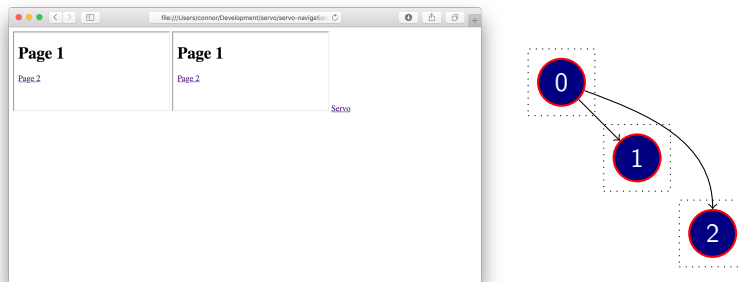 file:///Users/connor/Development/servo/servo-navigation
Page 1
Page 2
Page 1
Page 2
Servo
0
1
2